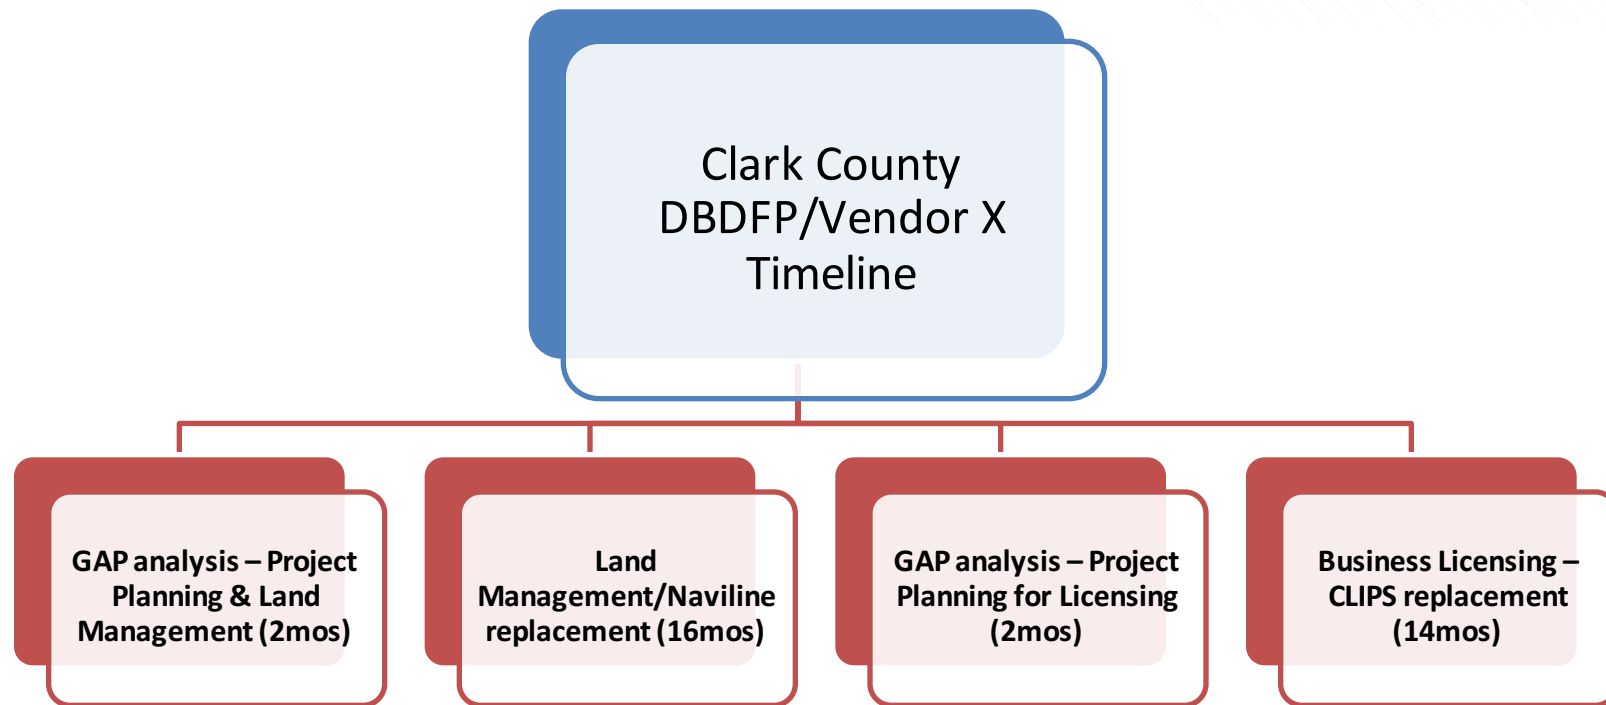 Clark County
DBDFP/Vendor X
Timeline
GAP analysis – Project
Planning & Land
Management (2mos)
Land
Management/Naviline
replacement (16mos)
GAP analysis – Project
Planning for Licensing
(2mos)
Business Licensing –
CLIPS replacement
(14mos)